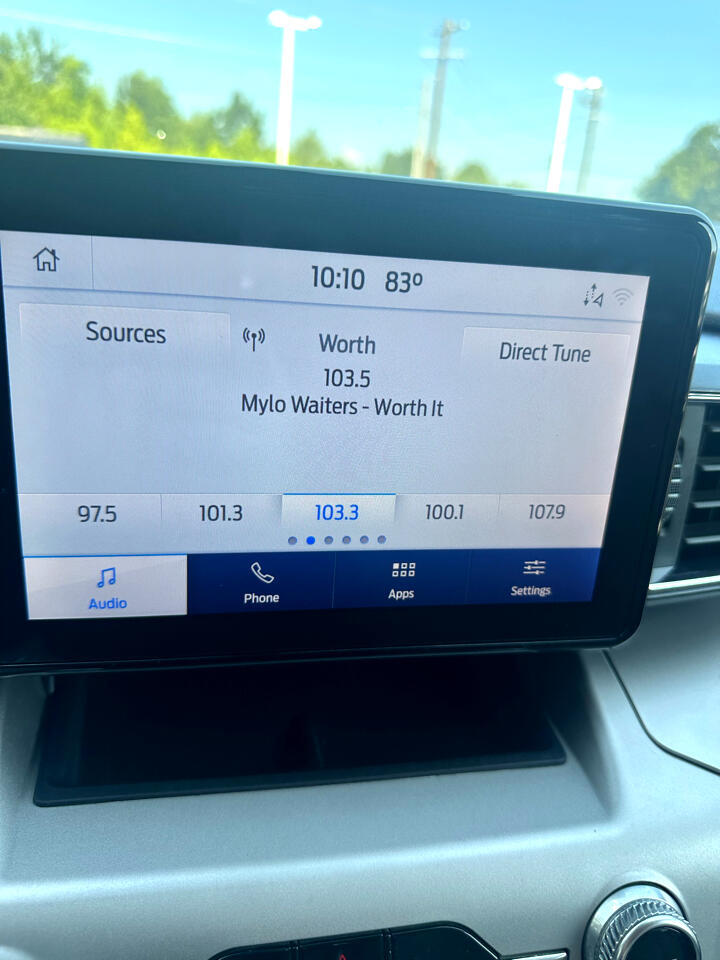 10:10 83º
Sources
Worth
Direct Tune
103.5
Mylo Waiters - Worth It
97.5 101.3 103.3 100.1 107.9
Audio Phone Apps Settings